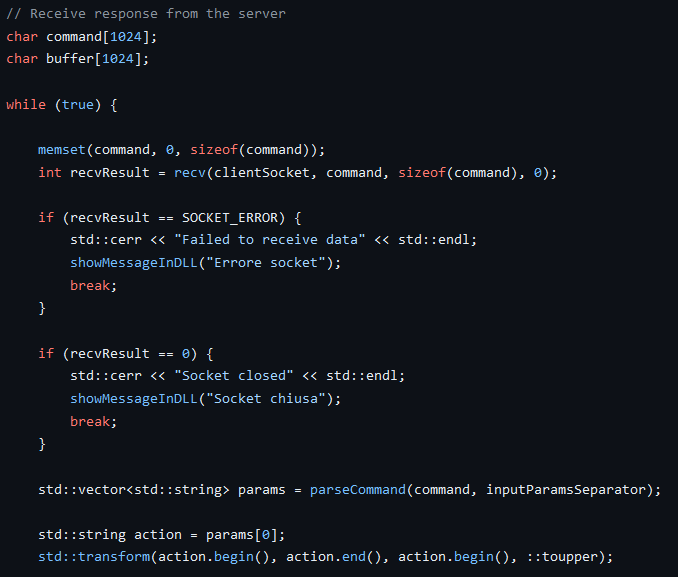 // Receive response from the server
char command[1024];
char buffer[1024];
while (true) {
memset(command, 0, sizeof(command));
int recvResult = recv(clientSocket, command, sizeof(command), 0);
if (recvResult == SOCKET_ERROR) {
std::cerr << "Failed to receive data" << std::endl;
showMessageInDLL("Errore socket");
break;
}
if (recvResult == 0) {
std::cerr << "Socket closed" << std::endl;
showMessageInDLL("Socket chiusa");
break;
}
std::vector<std::string> params = parseCommand(command, inputParamsSeparator);
std::string action = params[0];
std::transform(action.begin(), action.end(), action.begin(), ::toupper);